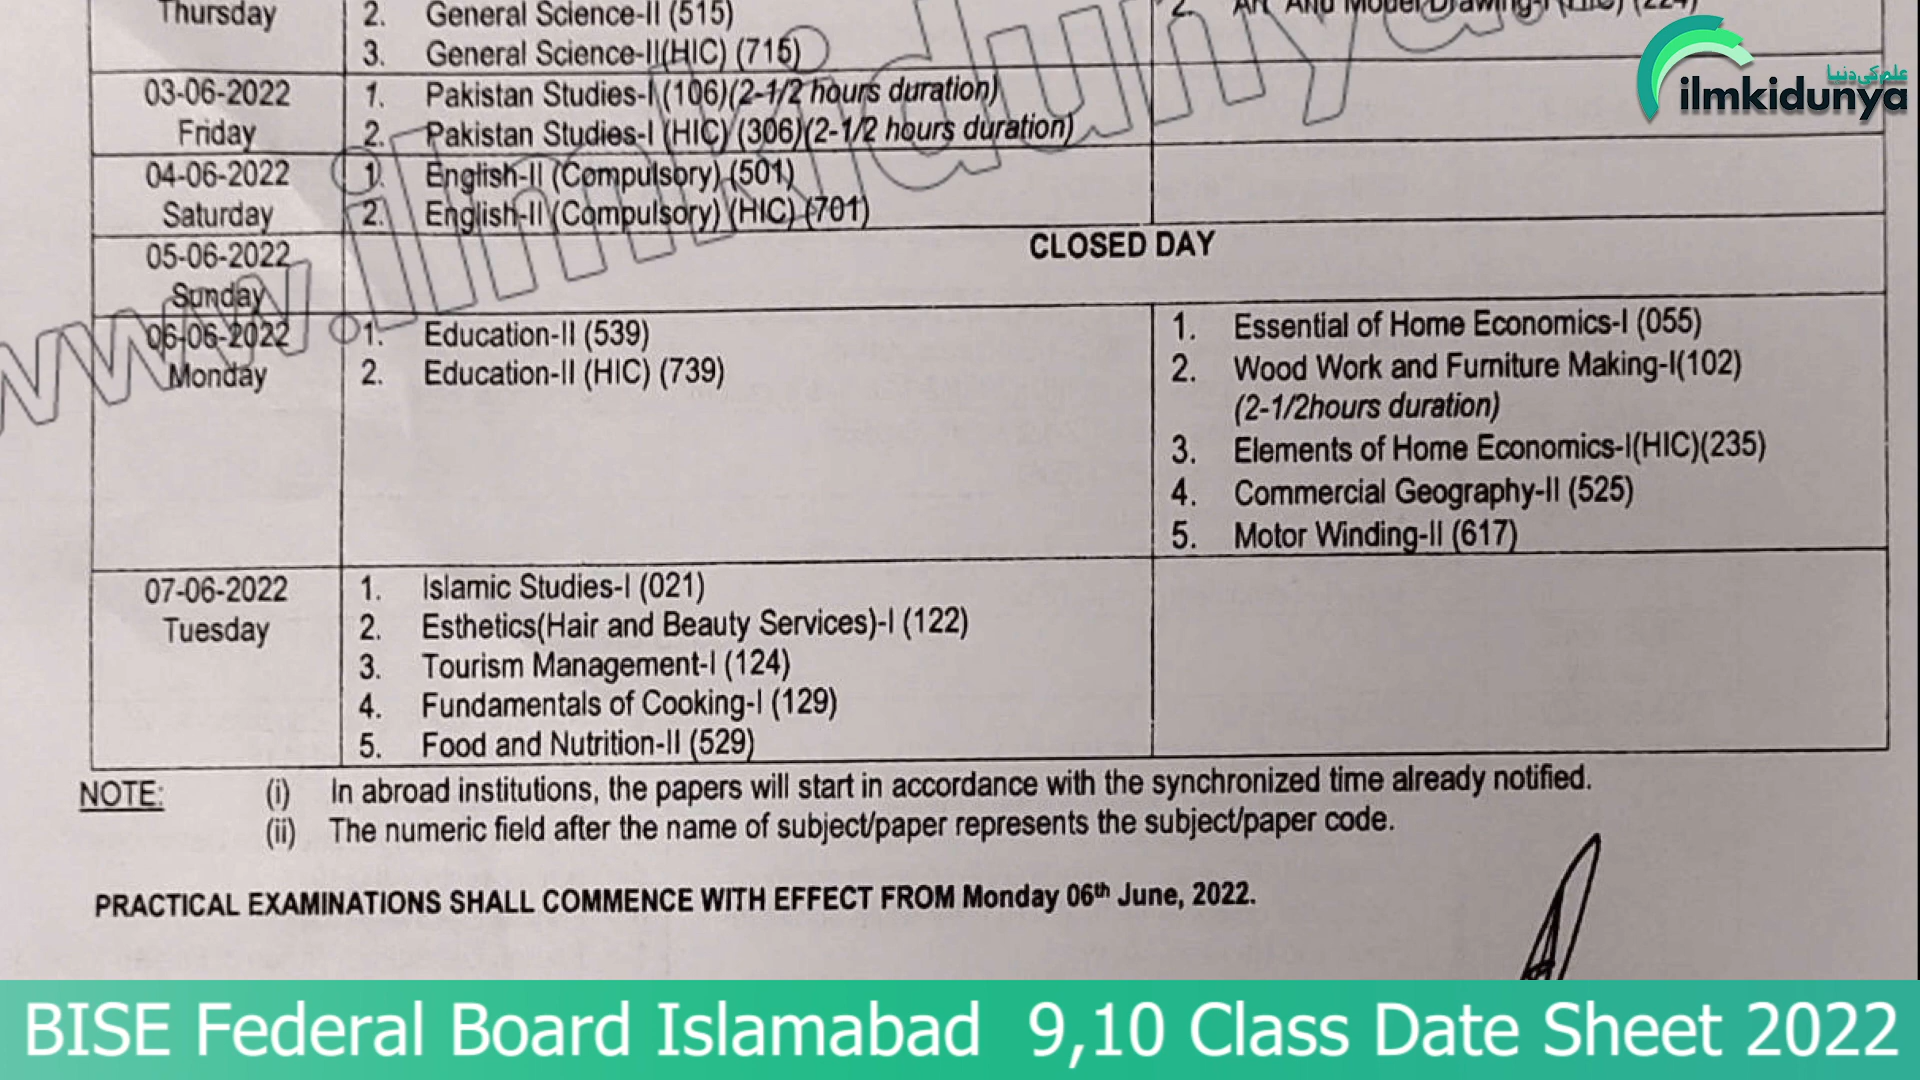 Thursday
2. General Science-II (515)
3. General Science-II(HIC) (715)
2. Art And Model Drawing-I (HIC) (224)
علم کی دنیا
ilmkidunya
03-06-2022
Friday
1. Pakistan Studies-I (106)(2-1/2 hours duration)
2. Pakistan Studies-I (HIC) (306)(2-1/2 hours duration)
04-06-2022
Saturday
1. English-II (Compulsory) (501)
2. English-II (Compulsory) (HIC) (701)
05-06-2022
Sunday
CLOSED DAY
06-06-2022
Monday
1. Education-II (539)
2. Education-II (HIC) (739)
1. Essential of Home Economics-I (055)
2. Wood Work and Furniture Making-I(102)
(2-1/2hours duration)
3. Elements of Home Economics-I(HIC)(235)
4. Commercial Geography-II (525)
5. Motor Winding-II (617)
07-06-2022
Tuesday
1. Islamic Studies-I (021)
2. Esthetics(Hair and Beauty Services)-I (122)
3. Tourism Management-I (124)
4. Fundamentals of Cooking-I (129)
5. Food and Nutrition-II (529)
www.ilmkidunya.
NOTE: (i) In abroad institutions, the papers will start in accordance with the synchronized time already notified.
(ii) The numeric field after the name of subject/paper represents the subject/paper code.
PRACTICAL EXAMINATIONS SHALL COMMENCE WITH EFFECT FROM Monday 06th June, 2022.
BISE Federal Board Islamabad 9,10 Class Date Sheet 2022